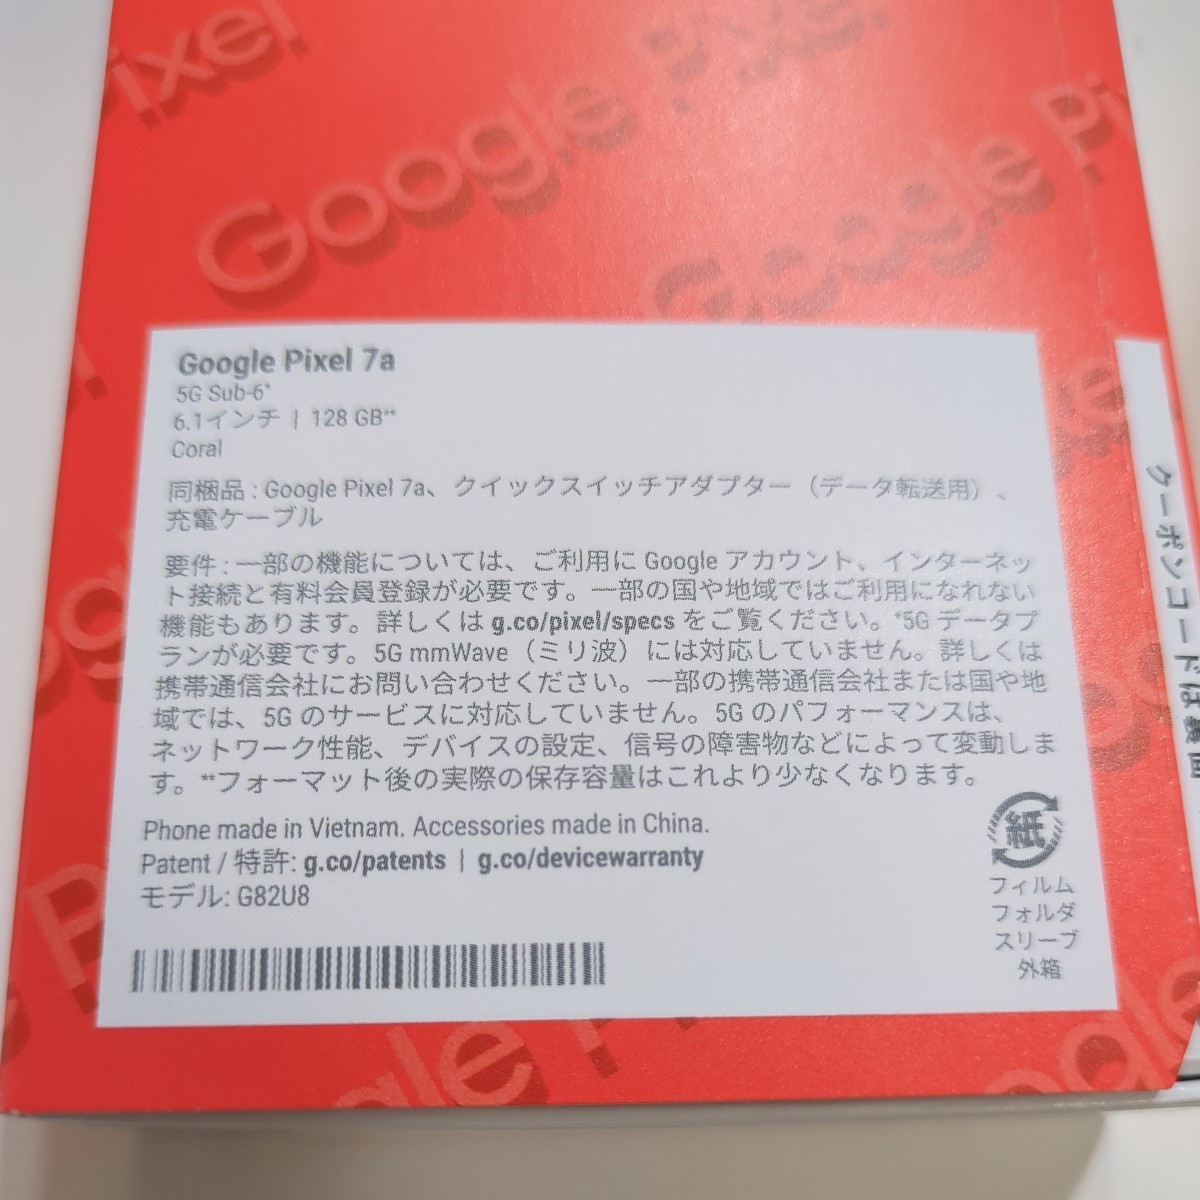 Pixel
Google Pixel
Google Pixel
Google Pixel 7a
5G Sub-6*
6.1インチ | 128 GB**
Coral
同梱品 : Google Pixel 7a、クイックスイッチアダプター（データ転送用）、
充電ケーブル
要件 : 一部の機能については、ご利用に Google アカウント、インターネッ
ト接続と有料会員登録が必要です。一部の国や地域ではご利用になれない
機能もあります。詳しくは g.co/pixel/specs をご覧ください。*5G データプ
ランが必要です。5G mmWave（ミリ波）には対応していません。詳しくは
携帯通信会社にお問い合わせください。一部の携帯通信会社または国や地
域では、5G のサービスに対応していません。5G のパフォーマンスは、
ネットワーク性能、デバイスの設定、信号の障害物などによって変動しま
す。**フォーマット後の実際の保存容量はこれより少なくなります。
Phone made in Vietnam. Accessories made in China.
Patent / 特許: g.co/patents | g.co/devicewarranty
モデル: G82U8
紙
フィルム
フォルダ
スリーブ
外箱
クーポンコードは裏面